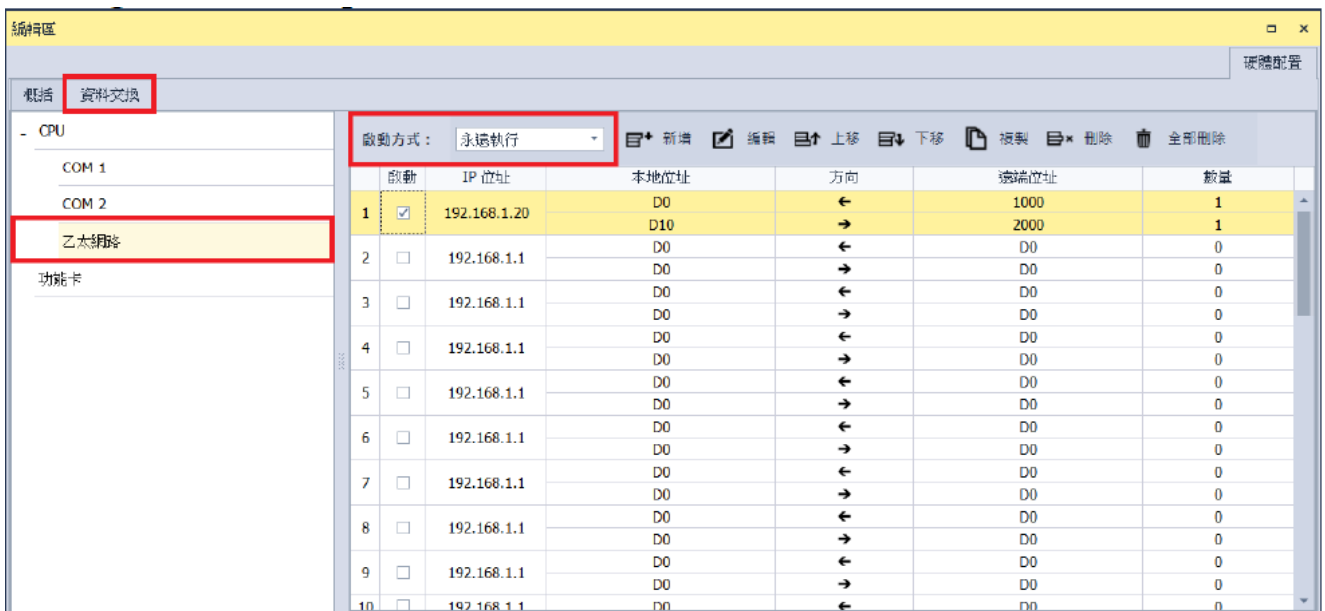 編輯區
硬體配置
概括 資料交換
- CPU
COM 1
COM 2
乙太網路
功能卡
啟動方式: 永遠執行 新增 編輯 上移 下移 複製 刪除 全部刪除
啟動 IP 位址 本地位址 方向 遠端位址 數量
1 192.168.1.20 D0 ← 1000 1
D10 → 2000 1
2 192.168.1.1 D0 ← D0 0
D0 → D0 0
3 192.168.1.1 D0 ← D0 0
D0 → D0 0
4 192.168.1.1 D0 ← D0 0
D0 → D0 0
5 192.168.1.1 D0 ← D0 0
D0 → D0 0
6 192.168.1.1 D0 ← D0 0
D0 → D0 0
7 192.168.1.1 D0 ← D0 0
D0 → D0 0
8 192.168.1.1 D0 ← D0 0
D0 → D0 0
9 192.168.1.1 D0 ← D0 0
D0 → D0 0
10 192.168.1.1 D0 ← D0 0